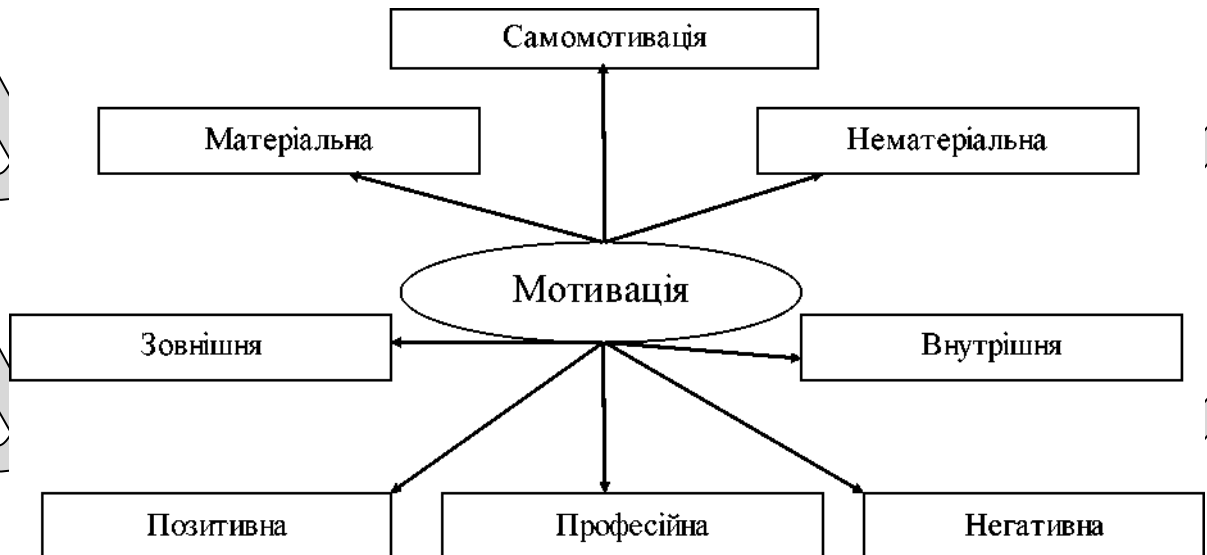 Самомотивація
Матеріальна
Нематеріальна
Мотивація
Зовнішня
Внутрішня
Позитивна
Професійна
Негативна